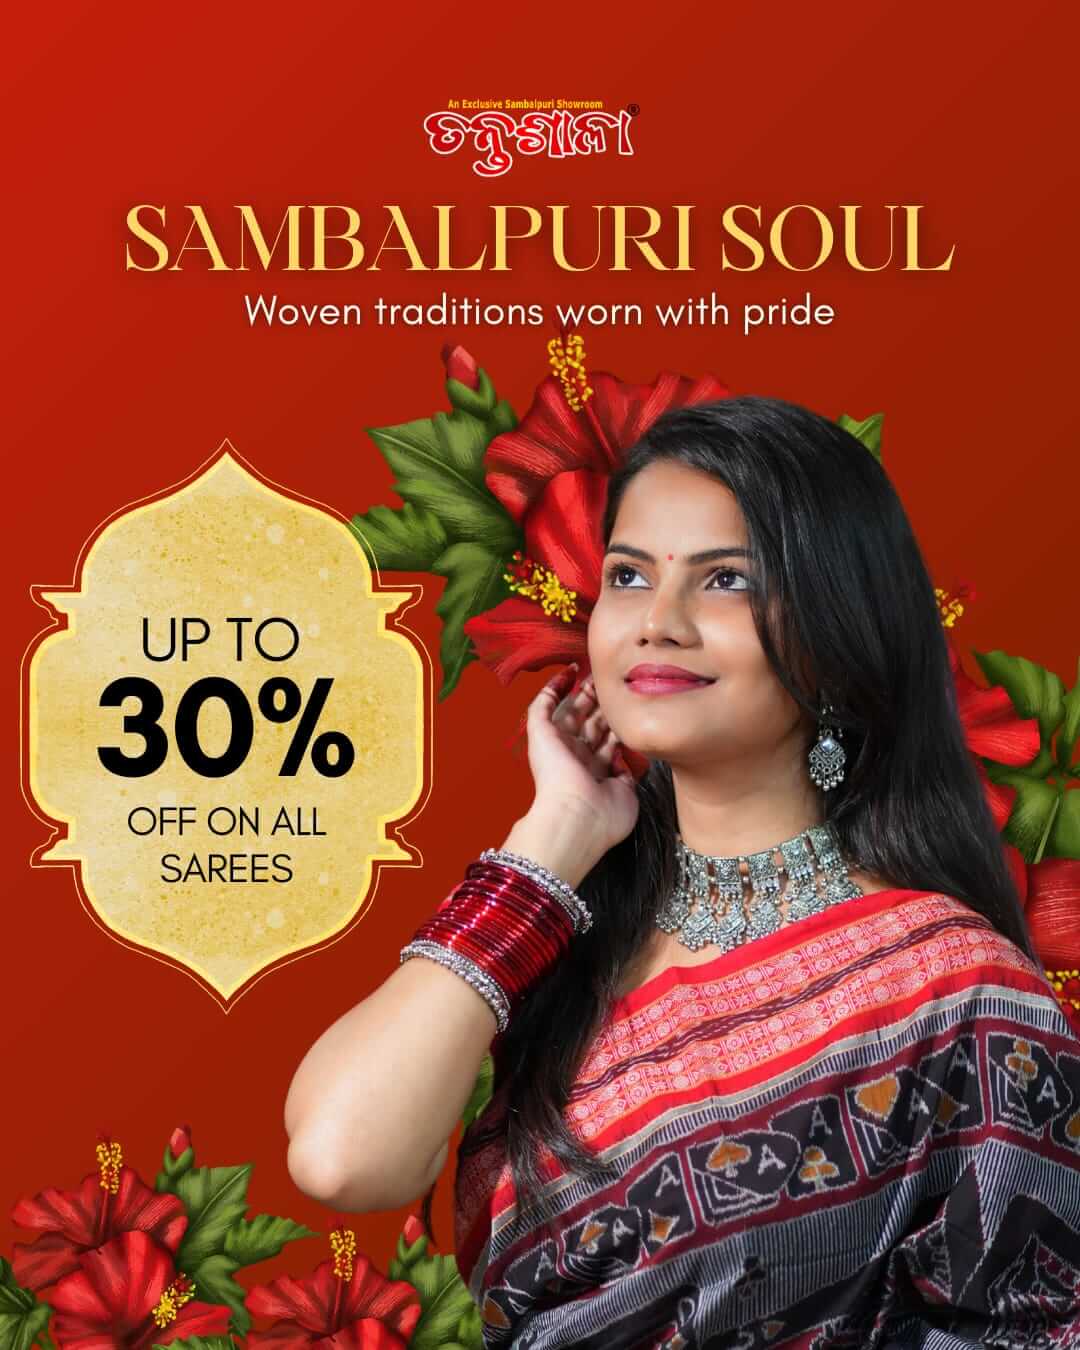 An Exclusive Sambalpuri Showroom
ତନ୍ତୁଶାଳା®
SAMBALPURI SOUL
Woven traditions worn with pride
UP TO
30%
OFF ON ALL
SAREES